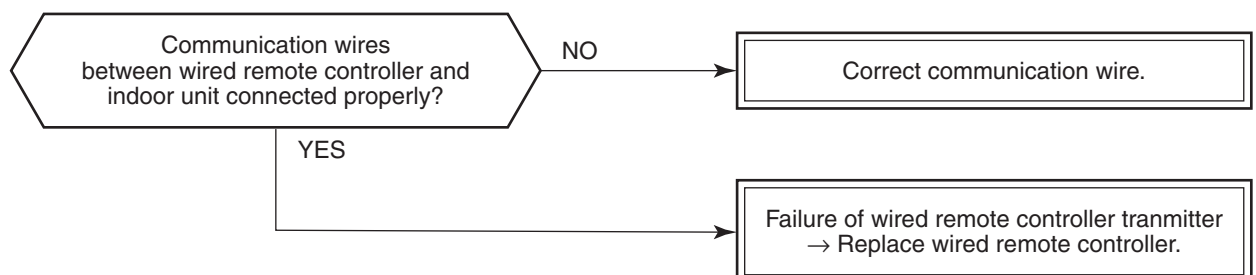 Communication wires
between wired remote controller and
indoor unit connected properly?
NO
Correct communication wire.
YES
Failure of wired remote controller tranmitter
→ Replace wired remote controller.